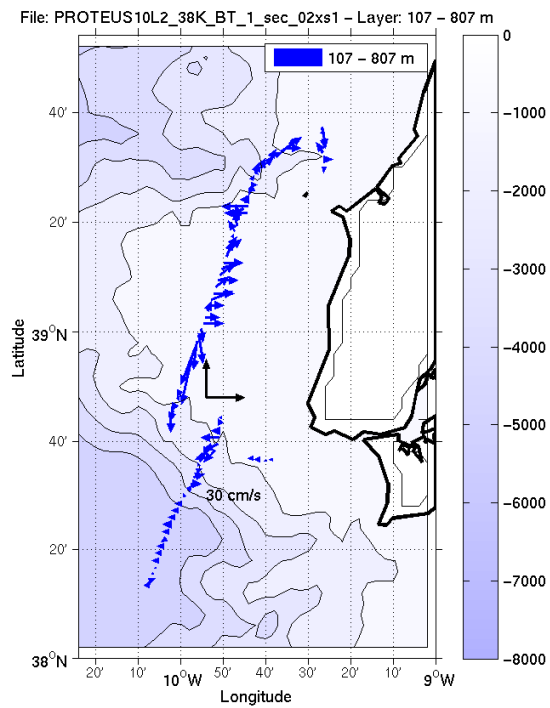 File: PROTEUS10L2_38K_BT_1_sec_02xs1 – Layer: 107 – 807 m
107 – 807 m
0
40'
−1000
−2000
20'
−3000
39°N
Latitude
−4000
40'
−5000
30 cm/s
−6000
20'
−7000
38°N
−8000
20' 10°W 50' 40' 30' 20' 10' 9°W
Longitude